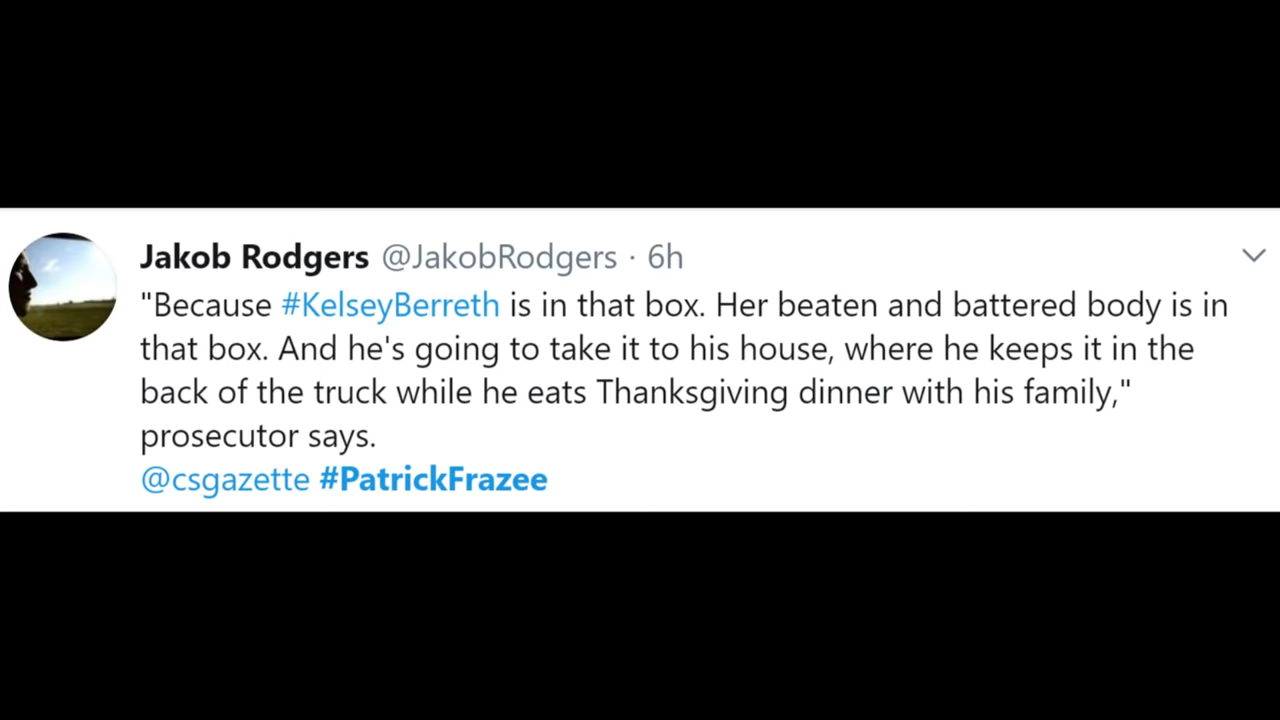 Jakob Rodgers @JakobRodgers · 6h
"Because #KelseyBerreth is in that box. Her beaten and battered body is in
that box. And he's going to take it to his house, where he keeps it in the
back of the truck while he eats Thanksgiving dinner with his family,"
prosecutor says.
@csgazette #PatrickFrazee